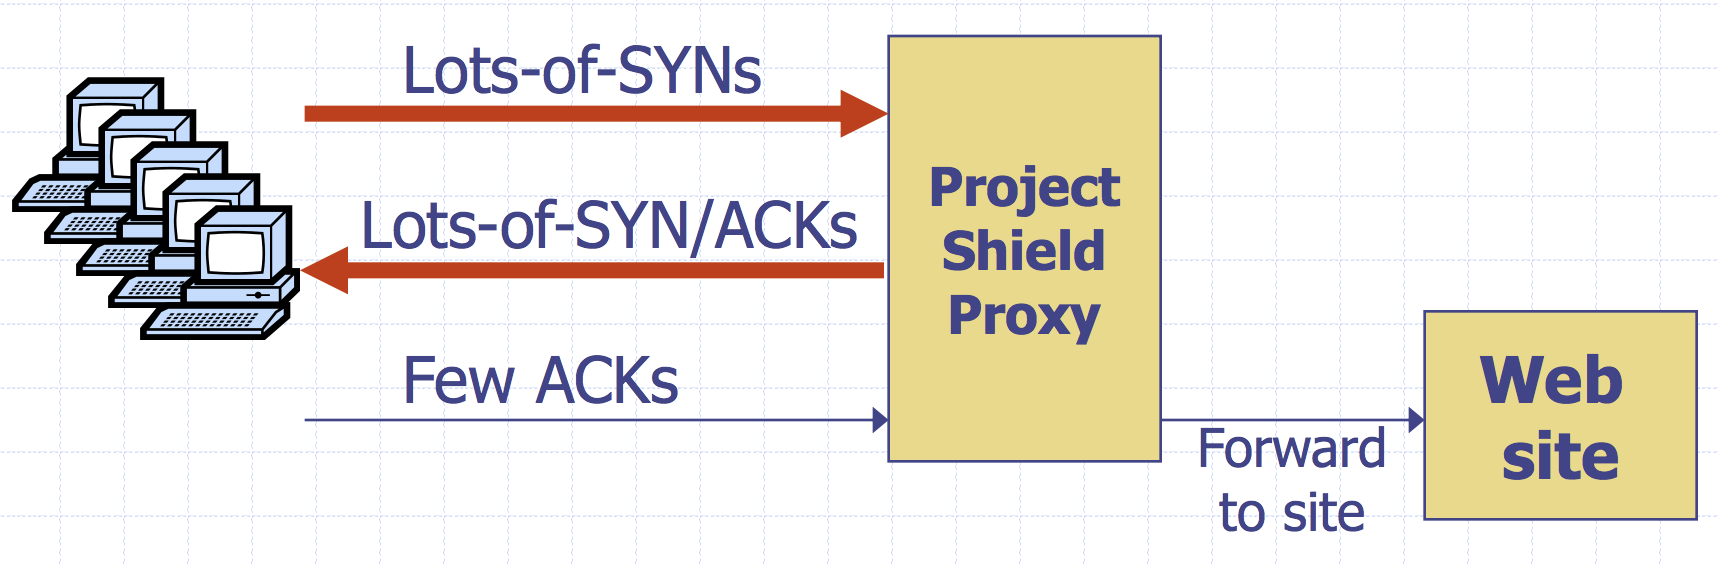 Lots-of-SYNs
Lots-of-SYN/ACKs
Few ACKs
Project
Shield
Proxy
Forward
to site
Web
site